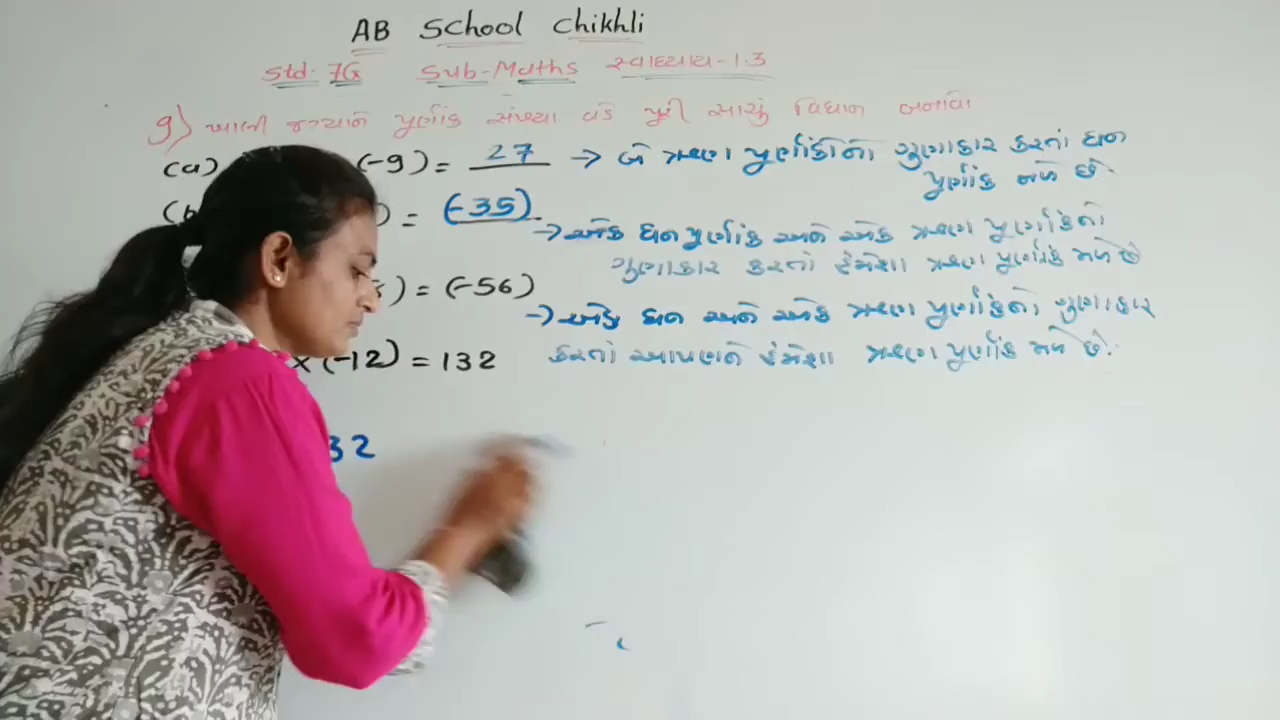 AB School Chikhli
Std-7G Sub-Maths સ્વાધ્યાય-1.3
9) ખાલી જગ્યાને પૂર્ણાંક સંખ્યા વડે પૂરી સાચું વિધાન બનાવો
(a) (-9) = 27 → બે ઋણ પૂર્ણાંકોનો ગુણાકાર કરતાં ધન
પૂર્ણાંક મળે છે.
(b ) = (-35)
→ એક ધન પૂર્ણાંક અને એક ઋણ પૂર્ણાંકનો
ગુણાકાર કરતાં હંમેશા ઋણ પૂર્ણાંક મળે છે
) = (-56)
→ એક ધન અને એક ઋણ પૂર્ણાંકનો ગુણાકાર
કરતાં આપણને હંમેશા ઋણ પૂર્ણાંક મળે છે.
×(-12) = 132
32